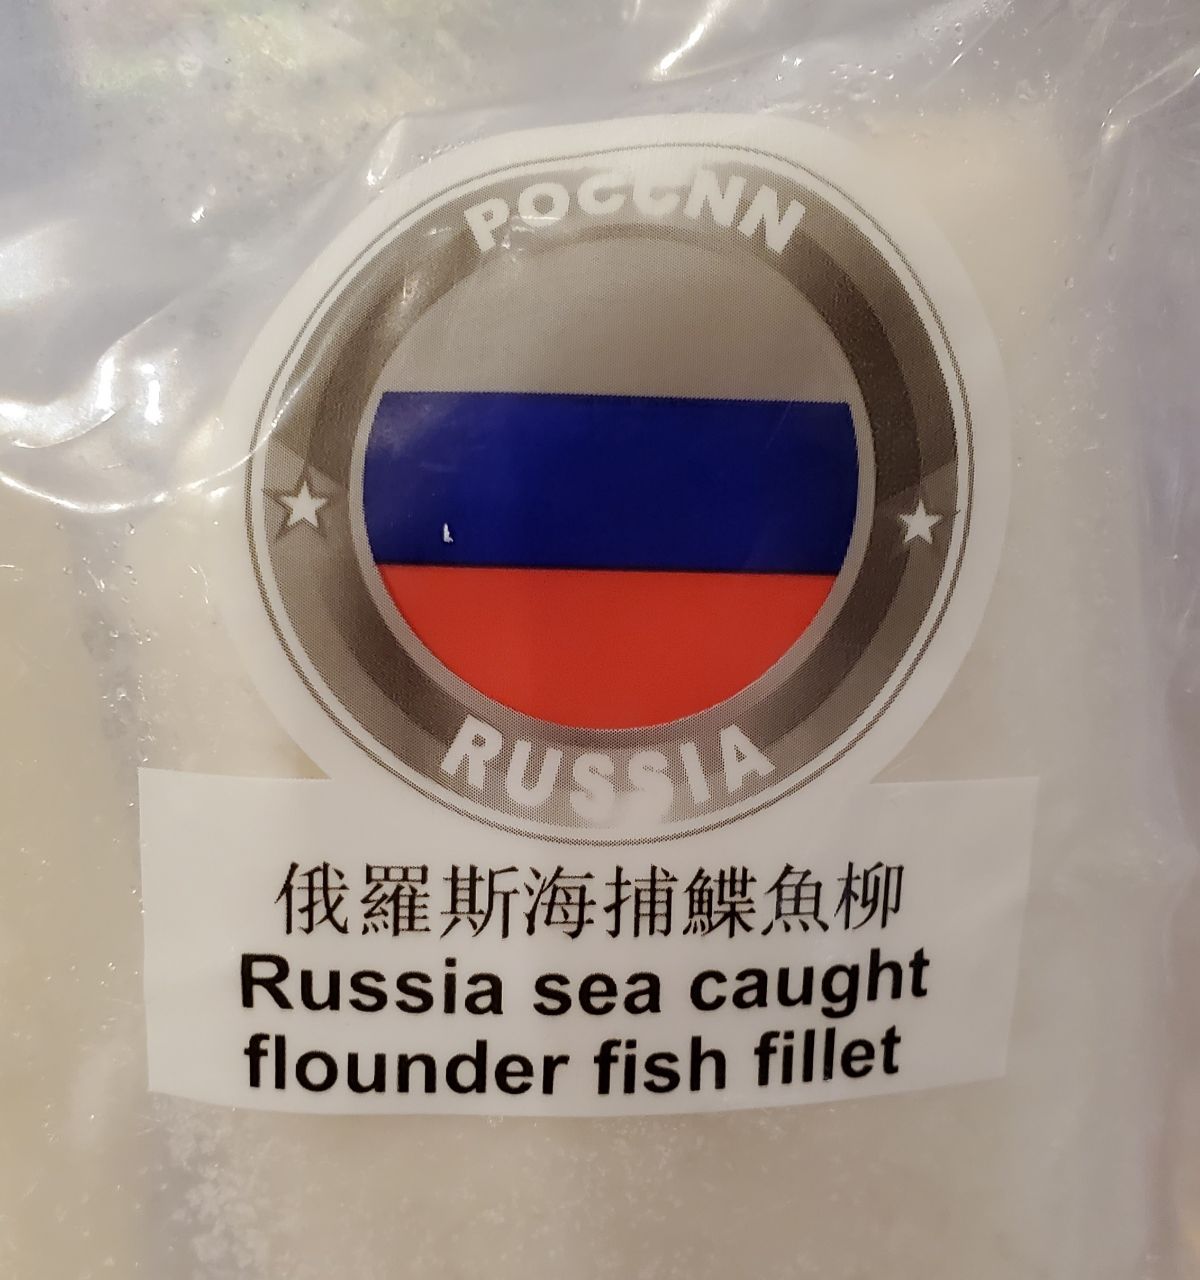 POCCNN
RUSSIA
俄羅斯海捕鰈魚柳
Russia sea caught
flounder fish fillet